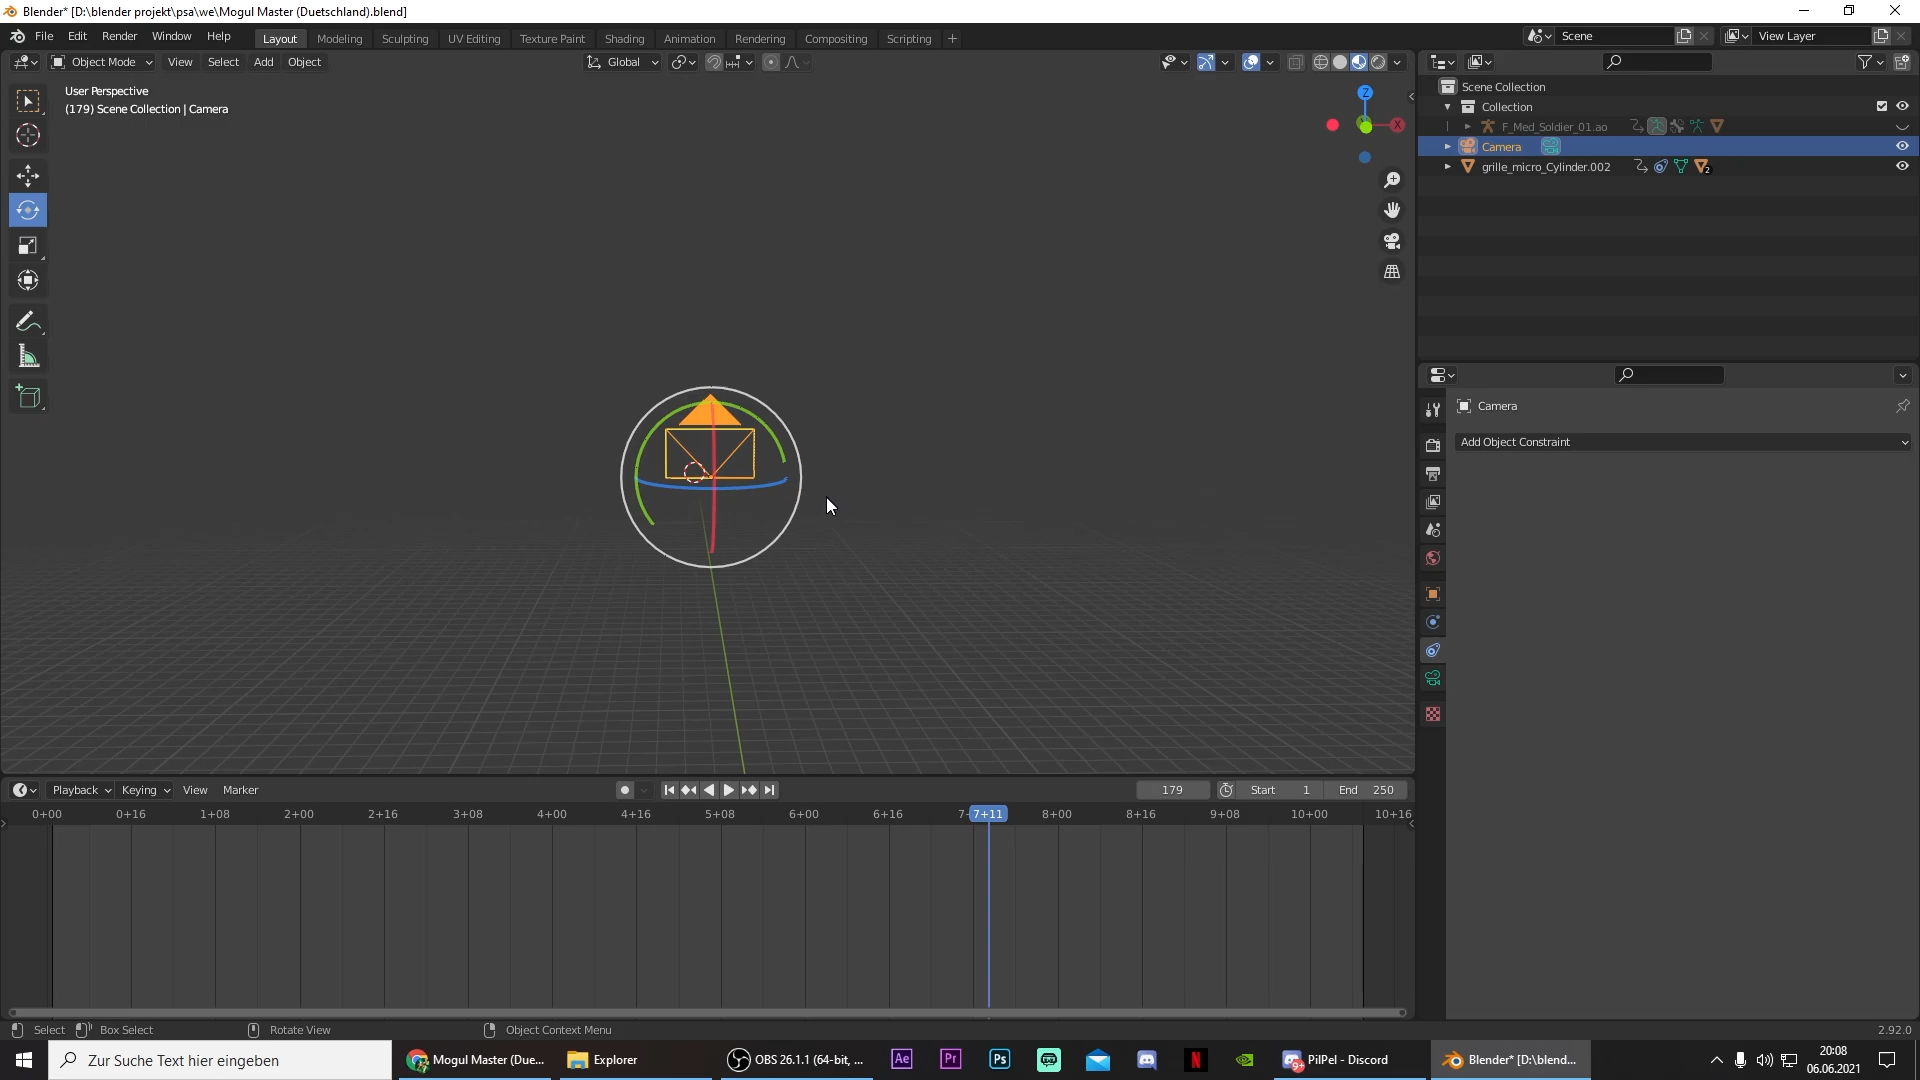 Blender* [D:\blender projekt\psa\we\Mogul Master (Duetschland).blend]
File Edit Render Window Help Layout Modeling Sculpting UV Editing Texture Paint Shading Animation Rendering Compositing Scripting + Scene View Layer
Object Mode View Select Add Object Global
User Perspective
(179) Scene Collection | Camera
Z
X
Scene Collection
Collection
F_Med_Soldier_01.ao
Camera
grille_micro_Cylinder.002 2
Camera
Add Object Constraint
Playback Keying View Marker 179 Start 1 End 250
0+00 0+16 1+08 2+00 2+16 3+08 4+00 4+16 5+08 6+00 6+16 7- 7+11 8+00 8+16 9+08 10+00 10+16
Select Box Select Rotate View Object Context Menu 2.92.0
Zur Suche Text hier eingeben Mogul Master (Due... Explorer OBS 26.1.1 (64-bit, ... Ae Pr Ps N 9+ PilPel - Discord Blender* [D:\blend... 20:08
06.06.2021